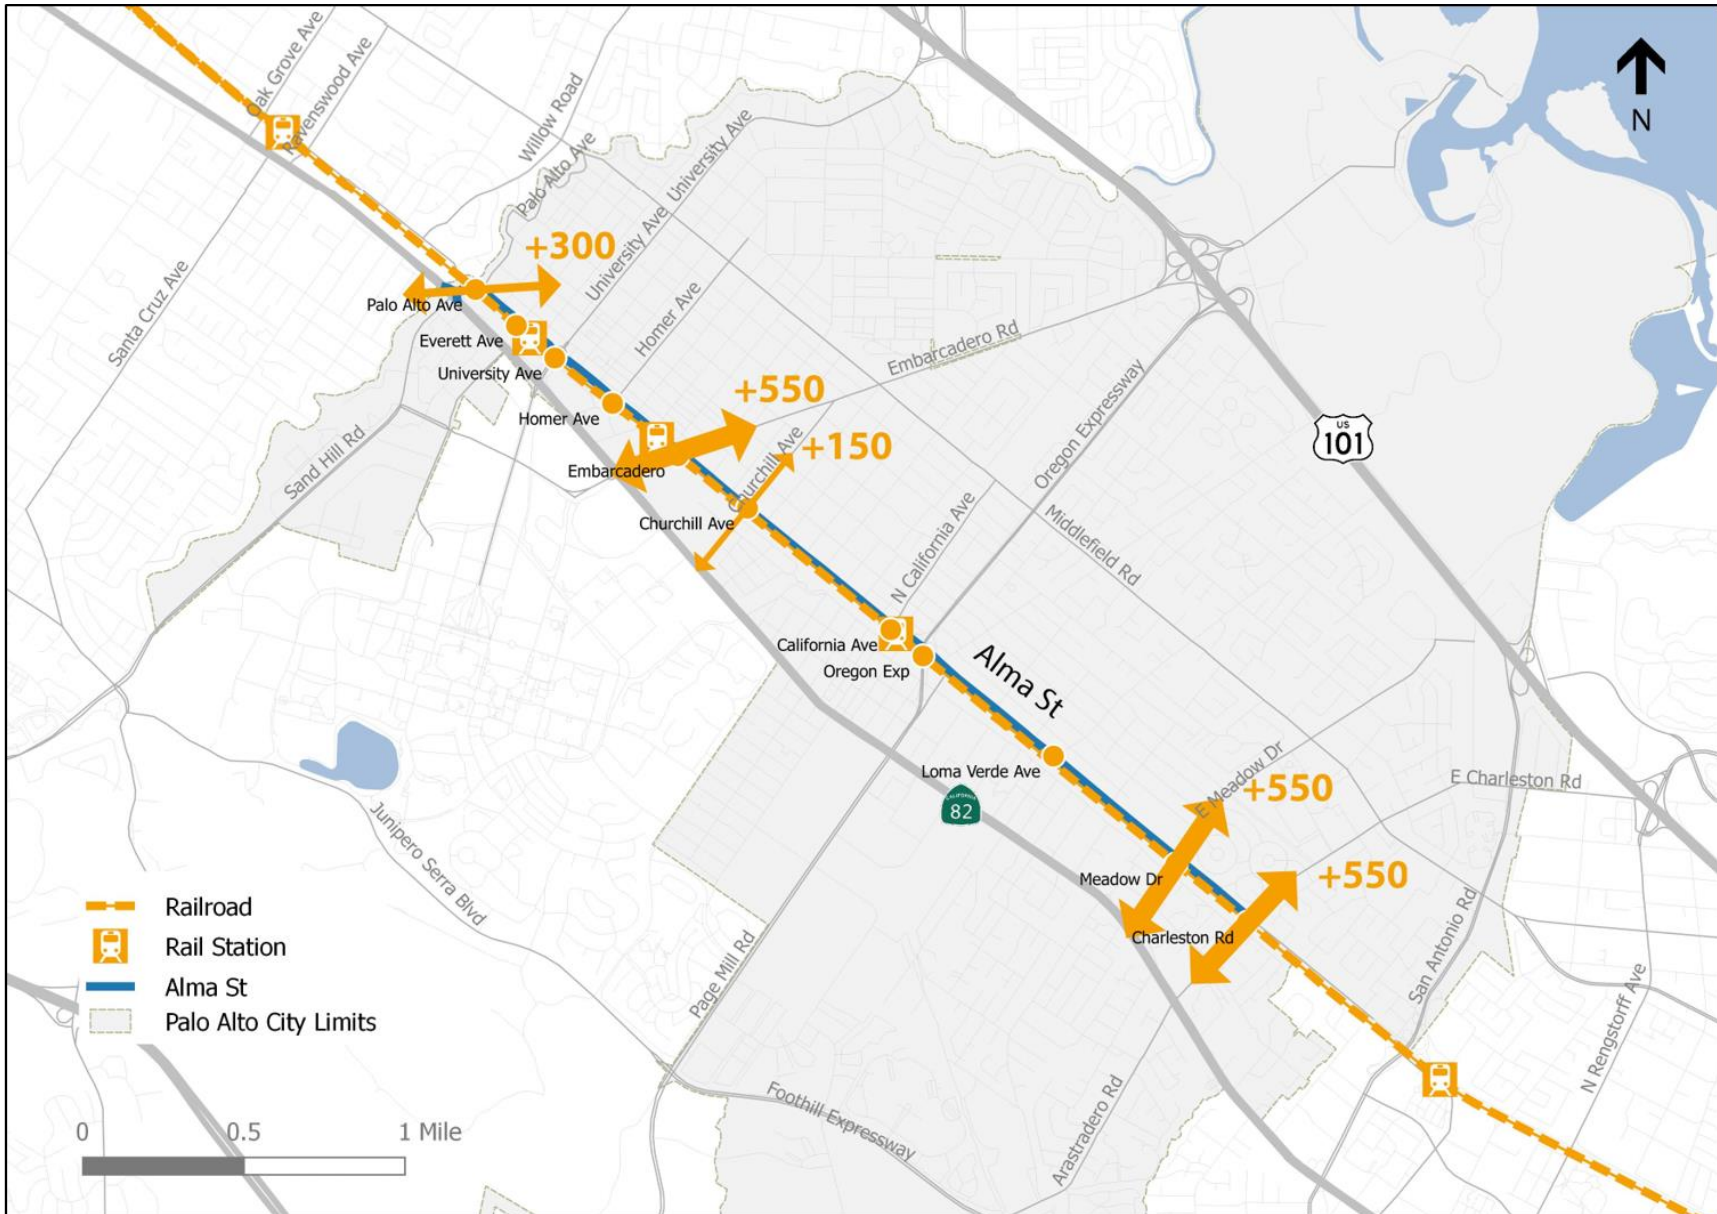 Oak Grove Ave
Ravenswood Ave
Willow Road
Palo Alto Ave
University Ave
University Ave
N
+300
Palo Alto Ave
Santa Cruz Ave
Everett Ave
University Ave
Homer Ave
Embarcadero Rd
Homer Ave
+550
Oregon Expressway
US
101
Sand Hill Rd
Embarcadero
Churchill Ave
+150
Churchill Ave
N California Ave
Middlefield Rd
California Ave
Oregon Exp
Alma St
Loma Verde Ave
CALIFORNIA
82
E Meadow Dr
+550
E Charleston Rd
Junipero Serra Blvd
Meadow Dr
+550
Charleston Rd
San Antonio Rd
Page Mill Rd
N Rengstorff Ave
Railroad
Rail Station
Alma St
Palo Alto City Limits
Foothill Expressway
Arastradero Rd
0 0.5 1 Mile